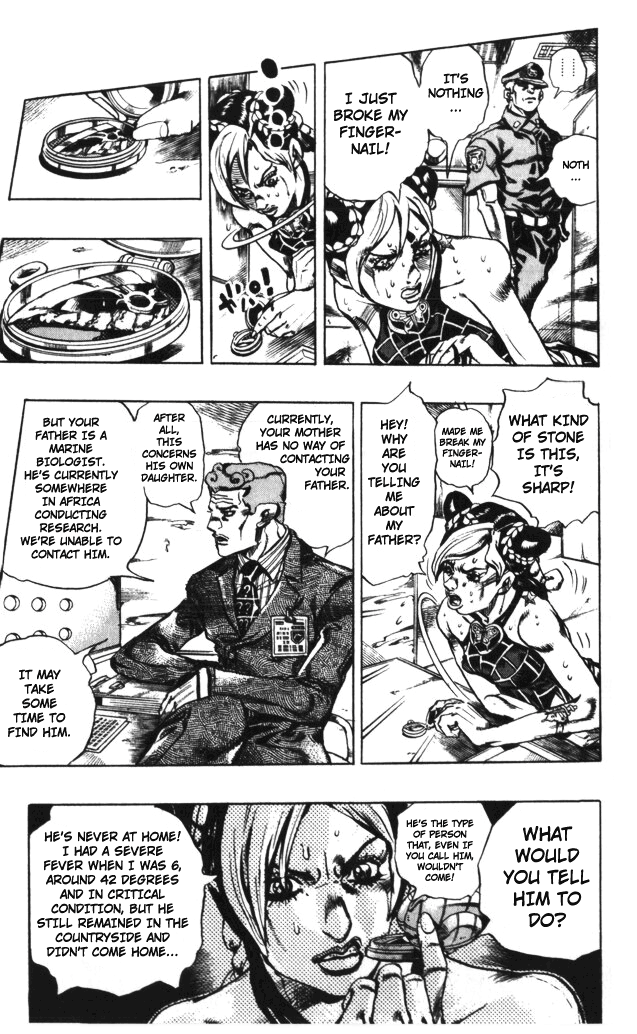 IT'S
NOTHING
...
......
NOTH
...
I JUST
BROKE MY
FINGER-
NAIL!
WHAT KIND
OF STONE
IS THIS,
IT'S
SHARP!
MADE ME
BREAK MY
FINGER-
NAIL!
HEY!
WHY
ARE
YOU
TELLING
ME
ABOUT
MY
FATHER?
CURRENTLY,
YOUR MOTHER
HAS NO WAY OF
CONTACTING
YOUR
FATHER.
AFTER
ALL,
THIS
CONCERNS
HIS OWN
DAUGHTER.
BUT YOUR
FATHER IS A
MARINE
BIOLOGIST.
HE'S CURRENTLY
SOMEWHERE
IN AFRICA
CONDUCTING
RESEARCH.
WE'RE UNABLE TO
CONTACT HIM.
IT MAY
TAKE
SOME
TIME TO
FIND HIM.
WHAT
WOULD
YOU TELL
HIM TO
DO?
HE'S THE TYPE
OF PERSON
THAT, EVEN IF
YOU CALL HIM,
WOULDN'T
COME!
HE'S NEVER AT HOME!
I HAD A SEVERE
FEVER WHEN I WAS 6,
AROUND 42 DEGREES
AND IN CRITICAL
CONDITION, BUT HE
STILL REMAINED IN THE
COUNTRYSIDE AND
DIDN'T COME HOME...